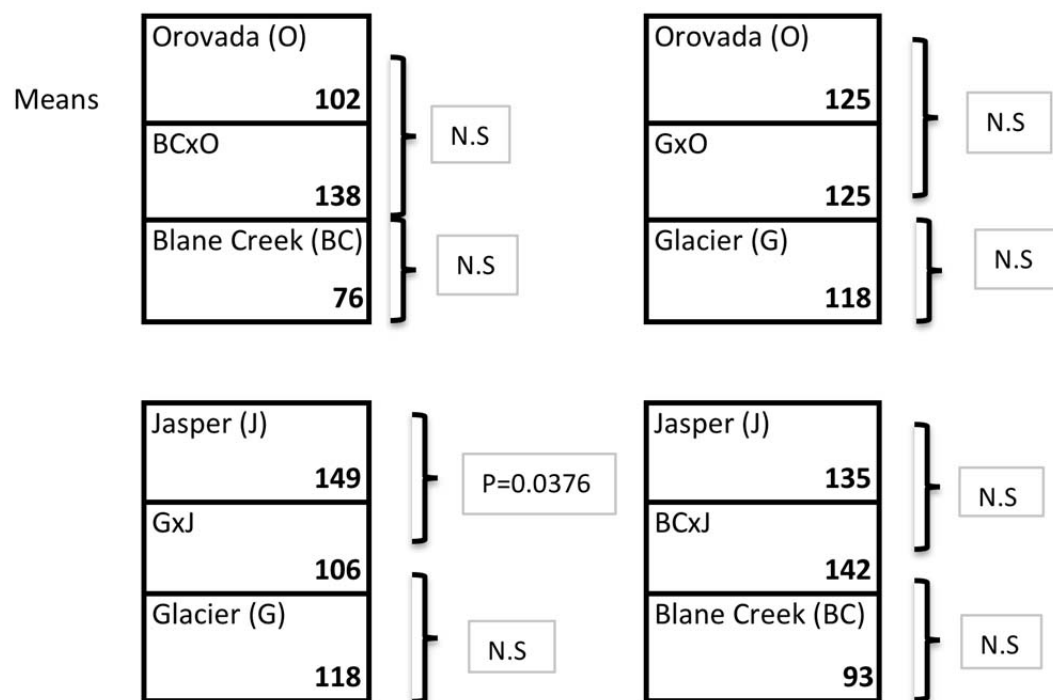 Means
Orovada (O)
102
BCxO
138
Blane Creek (BC)
76
N.S
N.S
Orovada (O)
125
GxO
125
Glacier (G)
118
N.S
N.S
Jasper (J)
149
GxJ
106
Glacier (G)
118
P=0.0376
N.S
Jasper (J)
135
BCxJ
142
Blane Creek (BC)
93
N.S
N.S